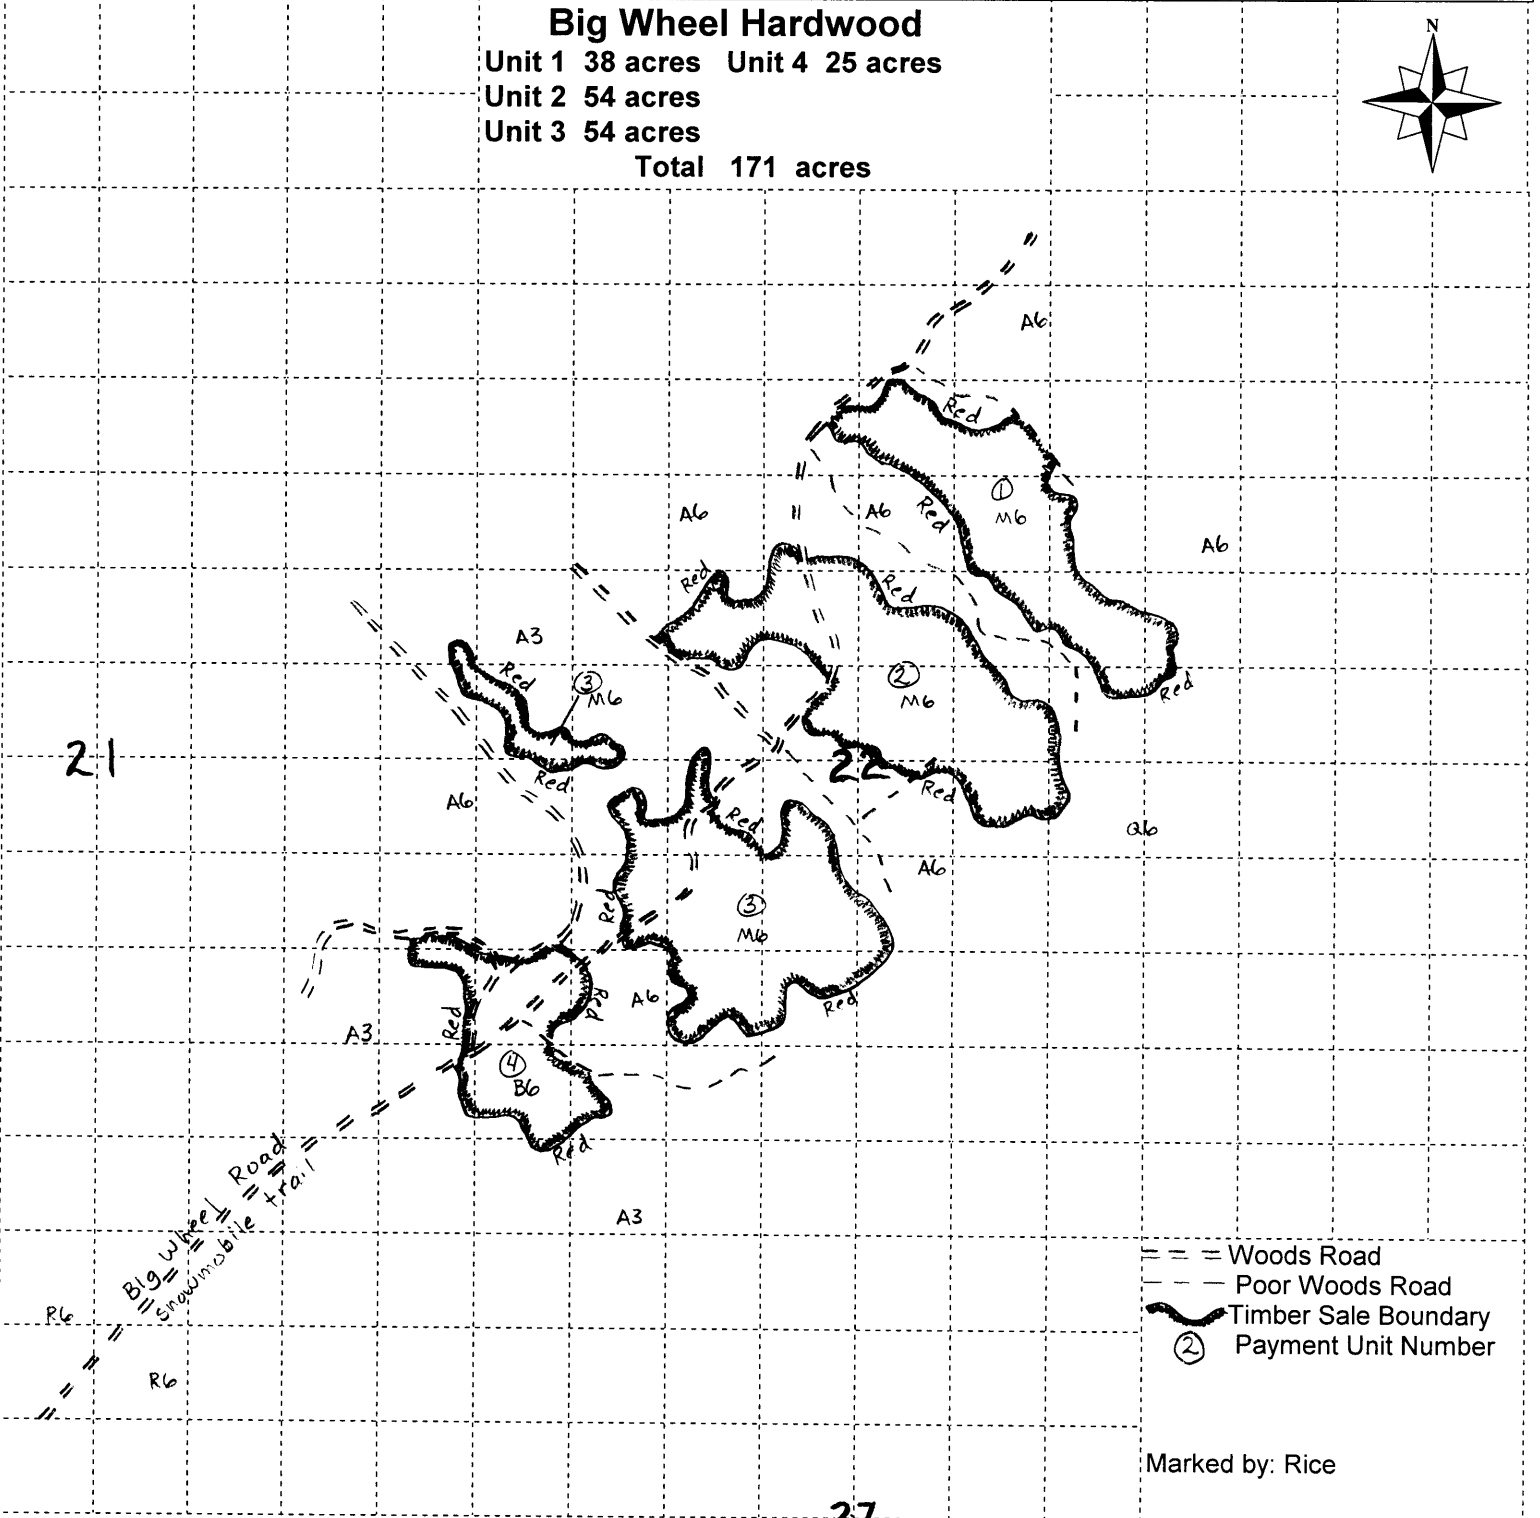 Big Wheel Hardwood
Unit 1 38 acres Unit 4 25 acres
Unit 2 54 acres
Unit 3 54 acres
Total 171 acres
N
A6
Red
1
M6
A6
A6
Red
A6
Red
Red
A3
Red
3
M6
2
M6
Red
21
22
Red
Red
A6
Red
Q6
A6
Red
3
M6
A6
Red
Red
Red
A3
4
B6
Red
Big Wheel Road
snowmobile trail
A3
R6
R6
Woods Road
Poor Woods Road
Timber Sale Boundary
2 Payment Unit Number
Marked by: Rice
27